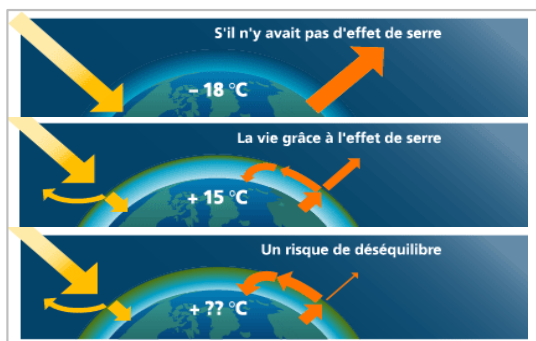 S'il n'y avait pas d'effet de serre
– 18 °C
La vie grâce à l'effet de serre
+ 15 °C
Un risque de déséquilibre
+ ?? °C